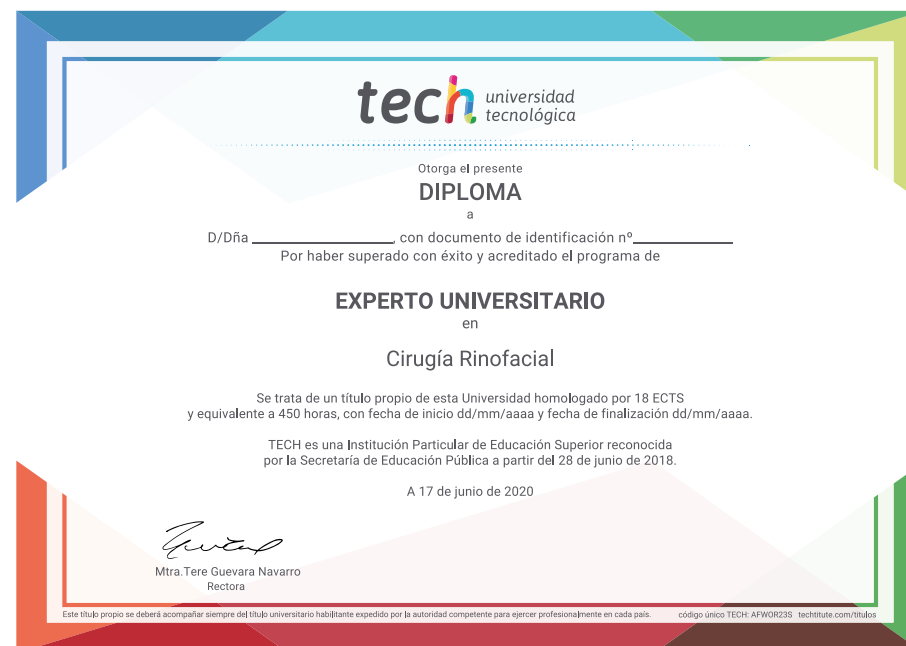 tech universidad
tecnológica
Otorga el presente
DIPLOMA
a
D/Dña ____________________, con documento de identificación nº______________
Por haber superado con éxito y acreditado el programa de
EXPERTO UNIVERSITARIO
en
Cirugía Rinofacial
Se trata de un título propio de esta Universidad homologado por 18 ECTS
y equivalente a 450 horas, con fecha de inicio dd/mm/aaaa y fecha de finalización dd/mm/aaaa.
TECH es una Institución Particular de Educación Superior reconocida
por la Secretaría de Educación Pública a partir del 28 de junio de 2018.
A 17 de junio de 2020
Mtra.Tere Guevara Navarro
Rectora
Este título propio se deberá acompañar siempre del título universitario habilitante expedido por la autoridad competente para ejercer profesionalmente en cada país. código único TECH: AFWOR23S techtitute.com/titulos